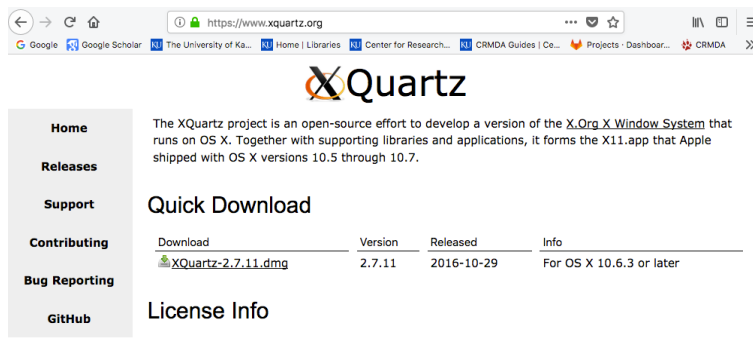 https://www.xquartz.org
Google Google Scholar KU The University of Ka... KU Home | Libraries KU Center for Research... KU CRMDA Guides | Ce... Projects · Dashboar... CRMDA
XQuartz
Home
Releases
Support
Contributing
Bug Reporting
GitHub
The XQuartz project is an open-source effort to develop a version of the X.Org X Window System that
runs on OS X. Together with supporting libraries and applications, it forms the X11.app that Apple
shipped with OS X versions 10.5 through 10.7.
Quick Download
Download Version Released Info
XQuartz-2.7.11.dmg 2.7.11 2016-10-29 For OS X 10.6.3 or later
License Info